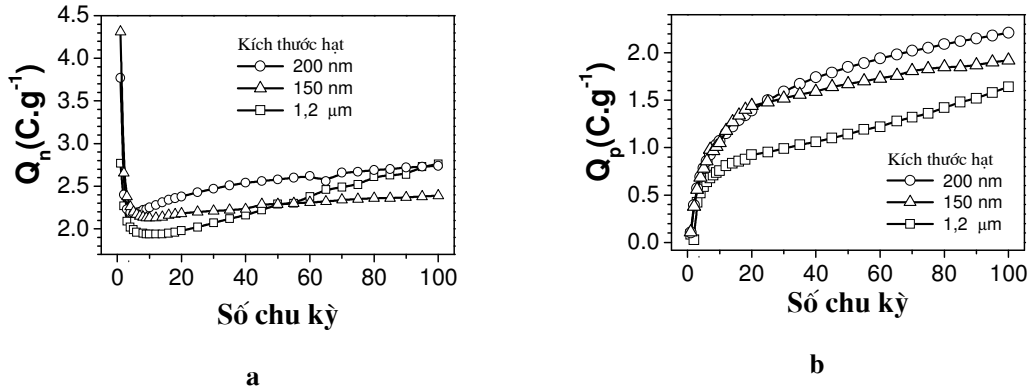 4.5
4.0
3.5
3.0
2.5
2.0
Qn(C.g-1)
Kích thước hạt
200 nm
150 nm
1,2 μm
0 20 40 60 80 100
Số chu kỳ
a
2.0
1.5
1.0
0.5
0.0
Qp(C.g-1)
Kích thước hạt
200 nm
150 nm
1,2 μm
0 20 40 60 80 100
Số chu kỳ
b